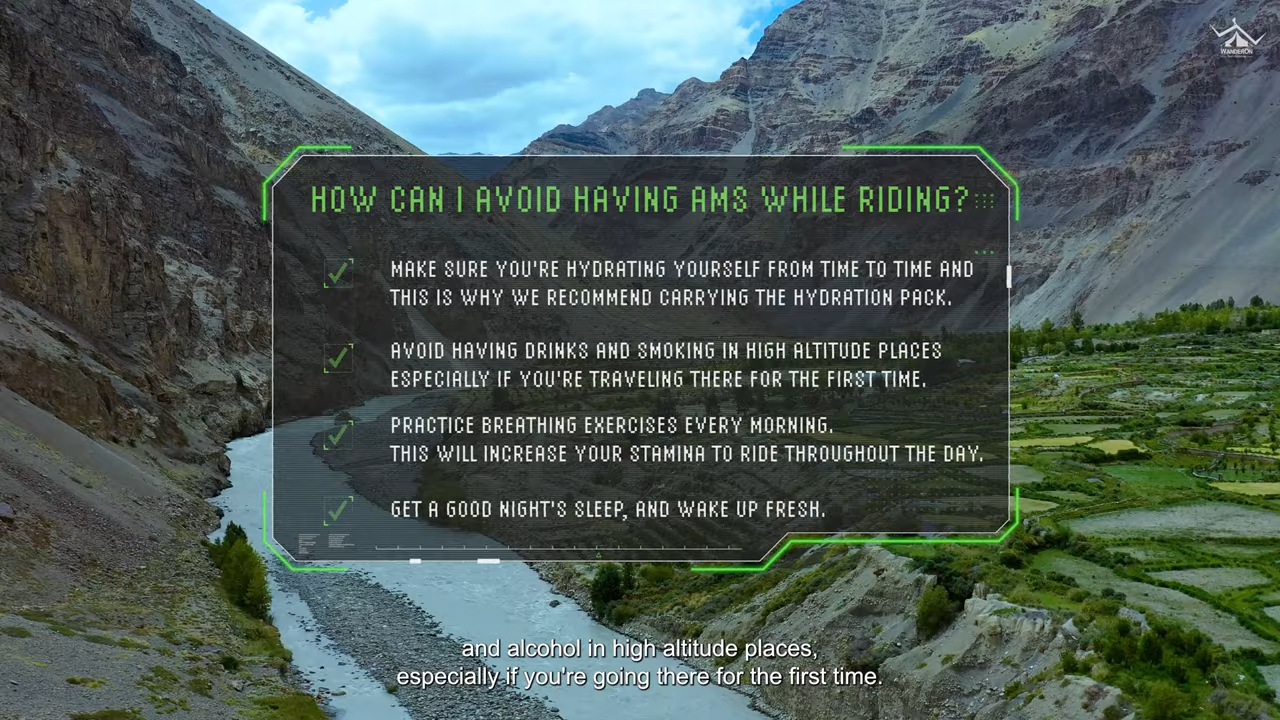 WANDERON
HOW CAN I AVOID HAVING AMS WHILE RIDING?
MAKE SURE YOU'RE HYDRATING YOURSELF FROM TIME TO TIME AND
THIS IS WHY WE RECOMMEND CARRYING THE HYDRATION PACK.
AVOID HAVING DRINKS AND SMOKING IN HIGH ALTITUDE PLACES
ESPECIALLY IF YOU'RE TRAVELING THERE FOR THE FIRST TIME.
PRACTICE BREATHING EXERCISES EVERY MORNING.
THIS WILL INCREASE YOUR STAMINA TO RIDE THROUGHOUT THE DAY.
GET A GOOD NIGHT'S SLEEP, AND WAKE UP FRESH.
and alcohol in high altitude places,
especially if you're going there for the first time.